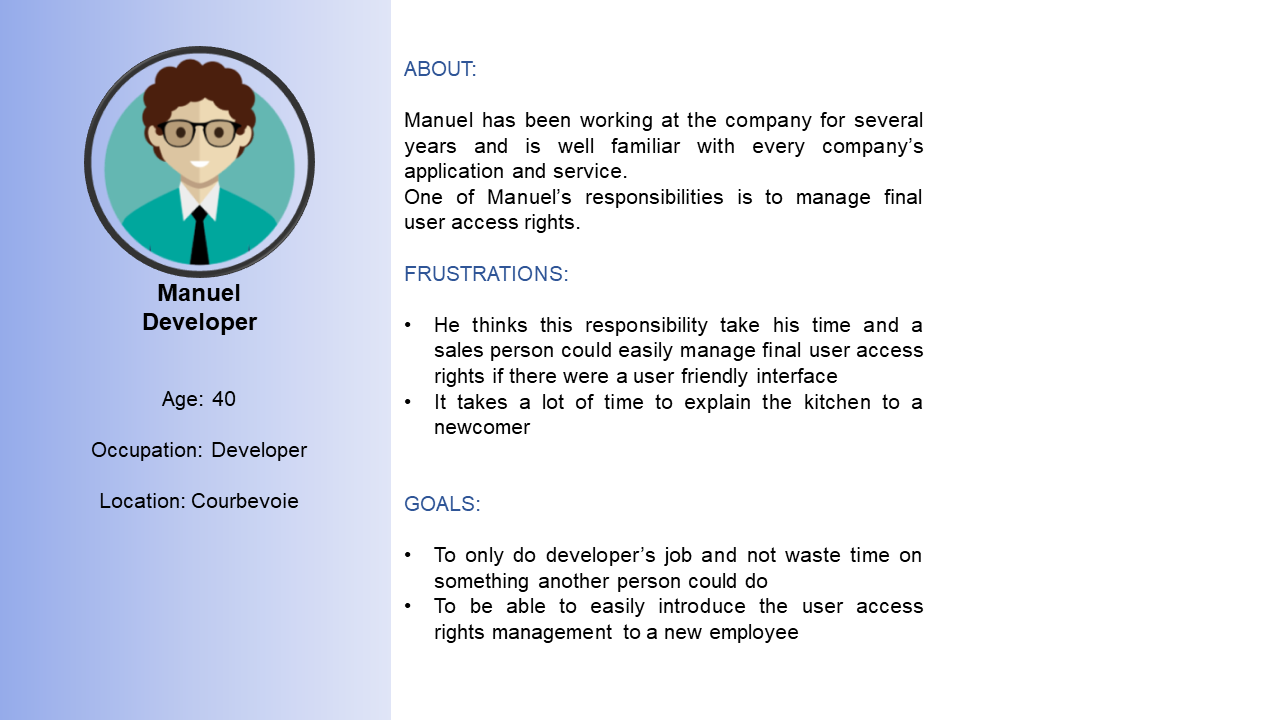 Manuel
Developer
Age: 40
Occupation: Developer
Location: Courbevoie
ABOUT:
Manuel has been working at the company for several
years and is well familiar with every company’s
application and service.
One of Manuel’s responsibilities is to manage final
user access rights.
FRUSTRATIONS:
• He thinks this responsibility take his time and a
sales person could easily manage final user access
rights if there were a user friendly interface
• It takes a lot of time to explain the kitchen to a
newcomer
GOALS:
• To only do developer’s job and not waste time on
something another person could do
• To be able to easily introduce the user access
rights management to a new employee